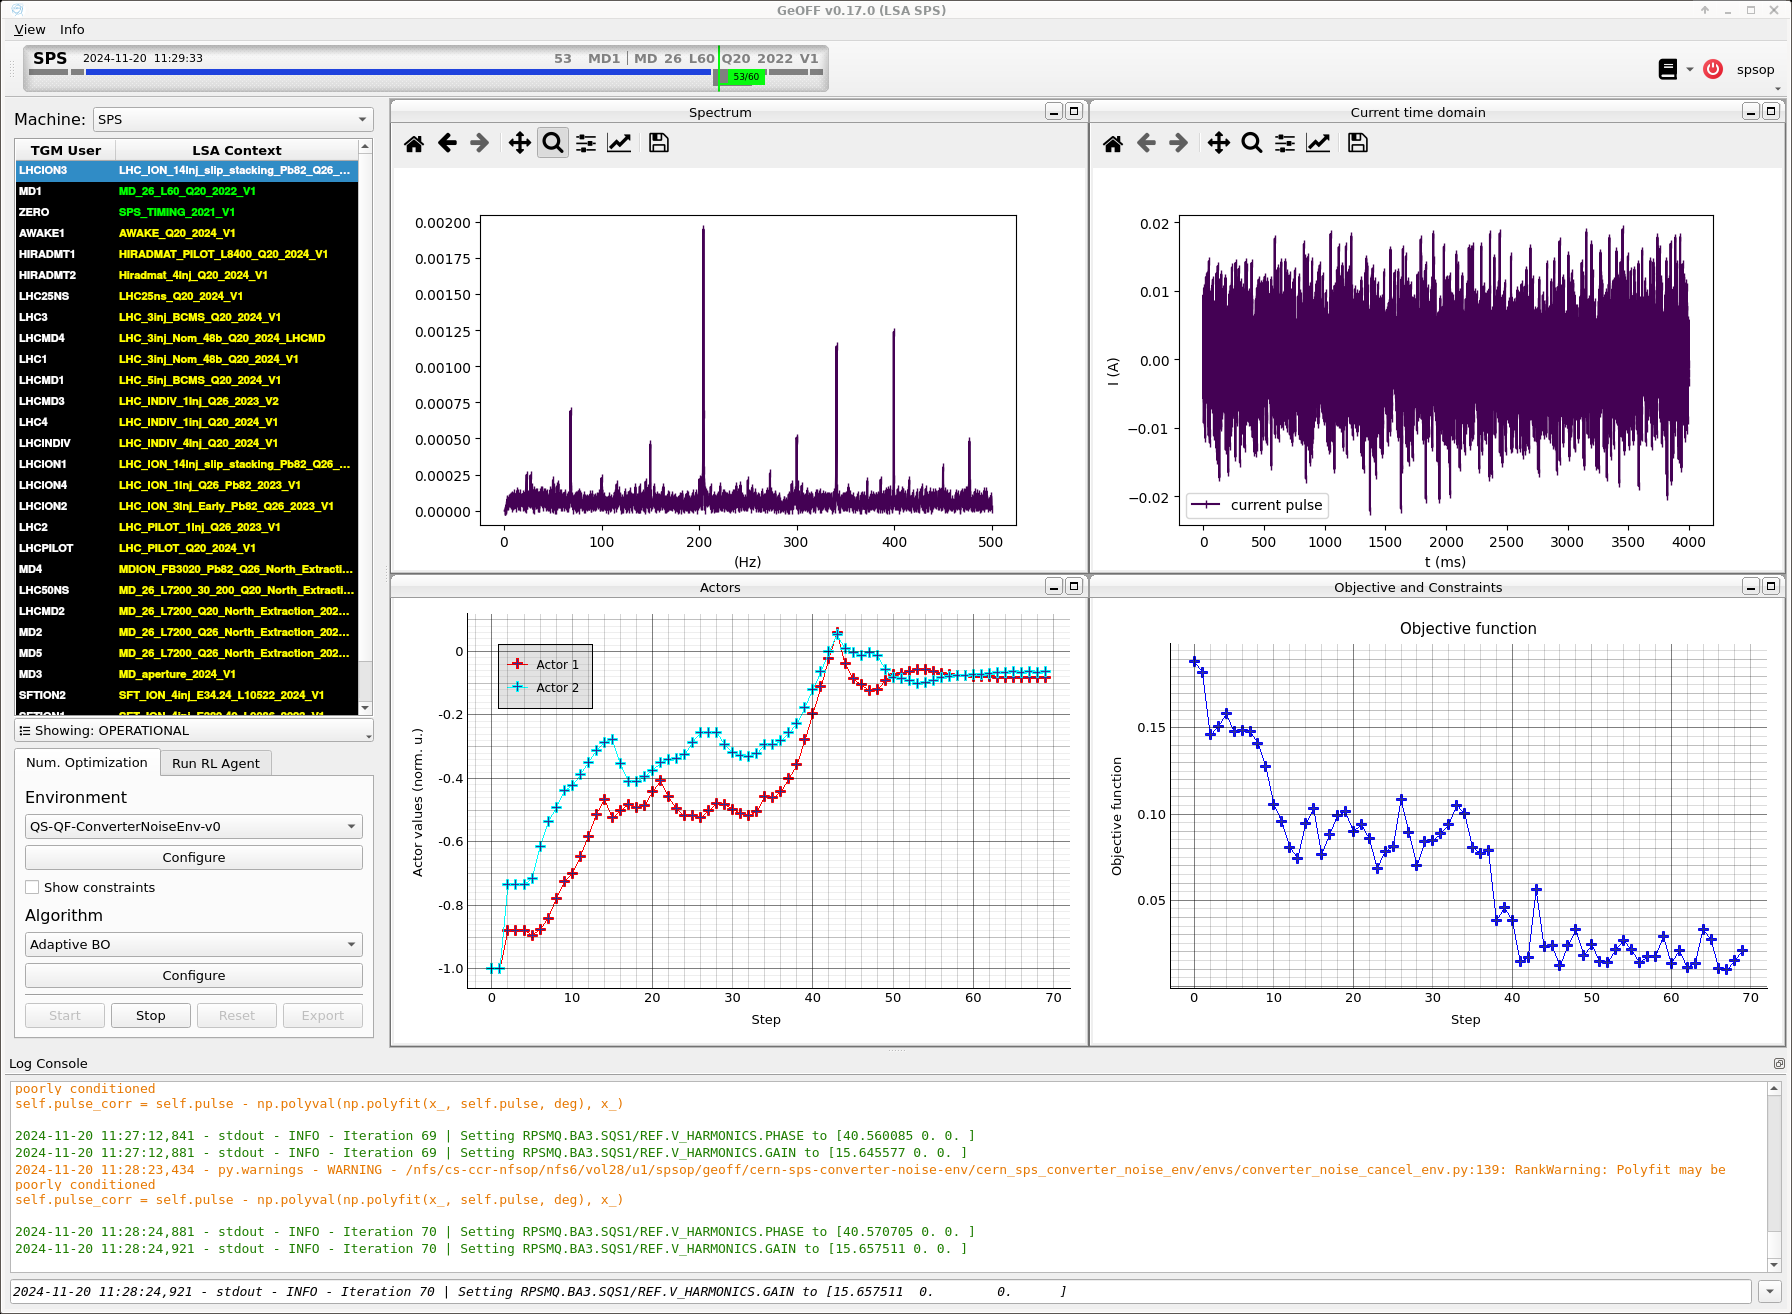 GeOFF v0.17.0 (LSA SPS)
View Info
SPS 2024-11-20 11:29:33 53 MD1 | MD_26_L60_Q20_2022_V1
53/60
spsop
Machine: SPS
TGM User LSA Context
LHCION3 LHC_ION_14Inj_slip_stacking_Pb82_Q26_...
MD1 MD_26_L60_Q20_2022_V1
ZERO SPS_TIMING_2021_V1
AWAKE1 AWAKE_Q20_2024_V1
HIRADMT1 HIRADMAT_PILOT_L8400_Q20_2024_V1
HIRADMT2 Hiradmat_4Inj_Q20_2024_V1
LHC25NS LHC25ns_Q20_2024_V1
LHC3 LHC_3inj_BCMS_Q20_2024_V1
LHCMD4 LHC_3inj_Nom_48b_Q20_2024_LHCMD
LHC1 LHC_3inj_Nom_48b_Q20_2024_V1
LHCMD1 LHC_5inj_BCMS_Q20_2024_V1
LHCMD3 LHC_INDIV_1Inj_Q26_2023_V2
LHC4 LHC_INDIV_1inj_Q20_2024_V1
LHCINDIV LHC_INDIV_4Inj_Q20_2024_V1
LHCION1 LHC_ION_14Inj_slip_stacking_Pb82_Q26_...
LHCION4 LHC_ION_1Inj_Q26_Pb82_2023_V1
LHCION2 LHC_ION_3Inj_Early_Pb82_Q26_2023_V1
LHC2 LHC_PILOT_1Inj_Q26_2023_V1
LHCPILOT LHC_PILOT_Q20_2024_V1
MD4 MDION_FB3020_Pb82_Q26_North_Extracti...
LHC50NS MD_26_L7200_30_200_Q20_North_Extracti...
LHCMD2 MD_26_L7200_Q20_North_Extraction_202...
MD2 MD_26_L7200_Q26_North_Extraction_202...
MD5 MD_26_L7200_Q26_North_Extraction_202...
MD3 MD_aperture_2024_V1
SFTION2 SFT_ION_4inj_E34.24_L10522_2024_V1
Showing: OPERATIONAL
Num. Optimization Run RL Agent
Environment
QS-QF-ConverterNoiseEnv-v0
Configure
Show constraints
Algorithm
Adaptive BO
Configure
Start Stop Reset Export
Spectrum
0.00200
0.00175
0.00150
0.00125
0.00100
0.00075
0.00050
0.00025
0.00000
0 100 200 300 400 500
(Hz)
Current time domain
0.02
0.01
0.00
−0.01
−0.02
I (A)
current pulse
0 500 1000 1500 2000 2500 3000 3500 4000
t (ms)
Actors
Actor 1
Actor 2
0
-0.2
-0.4
-0.6
-0.8
-1.0
Actor values (norm. u.)
0 10 20 30 40 50 60 70
Step
Objective and Constraints
Objective function
0.15
0.10
0.05
Objective function
0 10 20 30 40 50 60 70
Step
Log Console
poorly conditioned
self.pulse_corr = self.pulse - np.polyval(np.polyfit(x_, self.pulse, deg), x_)
2024-11-20 11:27:12,841 - stdout - INFO - Iteration 69 | Setting RPSMQ.BA3.SQS1/REF.V_HARMONICS.PHASE to [40.560085 0. 0. ]
2024-11-20 11:27:12,881 - stdout - INFO - Iteration 69 | Setting RPSMQ.BA3.SQS1/REF.V_HARMONICS.GAIN to [15.645577 0. 0. ]
2024-11-20 11:28:23,434 - py.warnings - WARNING - /nfs/cs-ccr-nfsop/nfs6/vol28/u1/spsop/geoff/cern-sps-converter-noise-env/cern_sps_converter_noise_env/envs/converter_noise_cancel_env.py:139: RankWarning: Polyfit may be
poorly conditioned
self.pulse_corr = self.pulse - np.polyval(np.polyfit(x_, self.pulse, deg), x_)
2024-11-20 11:28:24,881 - stdout - INFO - Iteration 70 | Setting RPSMQ.BA3.SQS1/REF.V_HARMONICS.PHASE to [40.570705 0. 0. ]
2024-11-20 11:28:24,921 - stdout - INFO - Iteration 70 | Setting RPSMQ.BA3.SQS1/REF.V_HARMONICS.GAIN to [15.657511 0. 0. ]
2024-11-20 11:28:24,921 - stdout - INFO - Iteration 70 | Setting RPSMQ.BA3.SQS1/REF.V_HARMONICS.GAIN to [15.657511 0. 0. ]